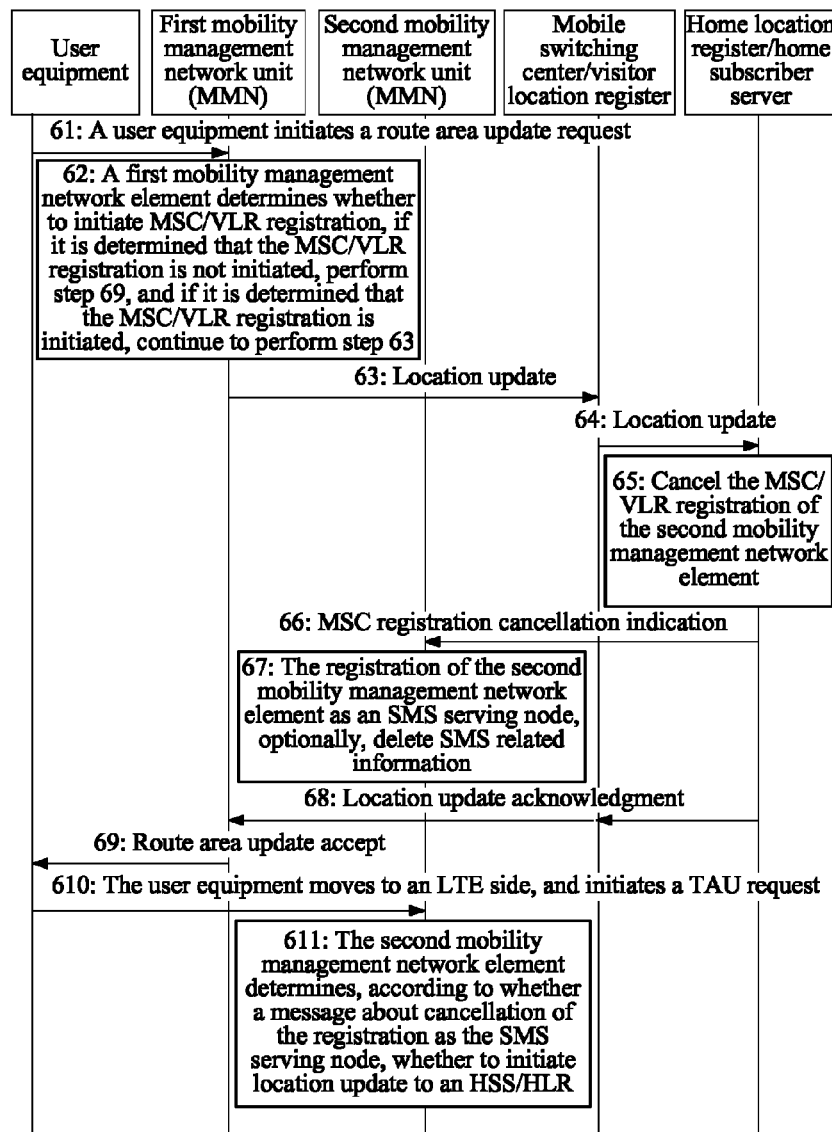 User
equipment
First mobility
management
network unit
(MMN)
Second mobility
management
network unit
(MMN)
Mobile
switching
center/visitor
location register
Home location
register/home
subscriber
server
61: A user equipment initiates a route area update request
62: A first mobility management
network element determines whether
to initiate MSC/VLR registration, if
it is determined that the MSC/VLR
registration is not initiated, perform
step 69, and if it is determined that
the MSC/VLR registration is
initiated, continue to perform step 63
63: Location update
64: Location update
65: Cancel the MSC/
VLR registration of
the second mobility
management network
element
66: MSC registration cancellation indication
67: The registration of the second
mobility management network
element as an SMS serving node,
optionally, delete SMS related
information
68: Location update acknowledgment
69: Route area update accept
610: The user equipment moves to an LTE side, and initiates a TAU request
611: The second mobility
management network element
determines, according to whether
a message about cancellation of
the registration as the SMS
serving node, whether to initiate
location update to an HSS/HLR